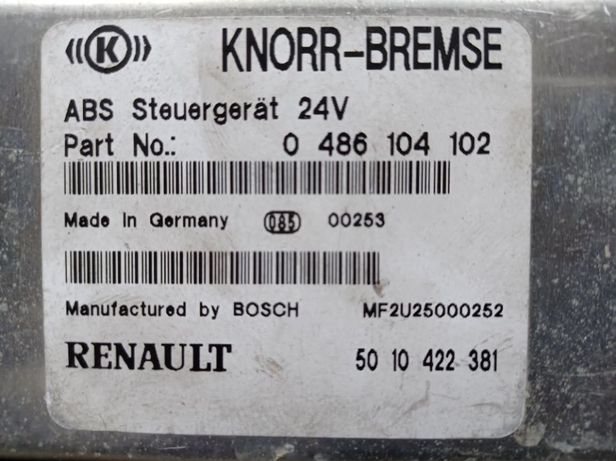 ((K)) KNORR-BREMSE
ABS Steuergerät 24V
Part No.: 0 486 104 102
Made in Germany 085 00253
Manufactured by BOSCH MF2U25000252
RENAULT 50 10 422 381